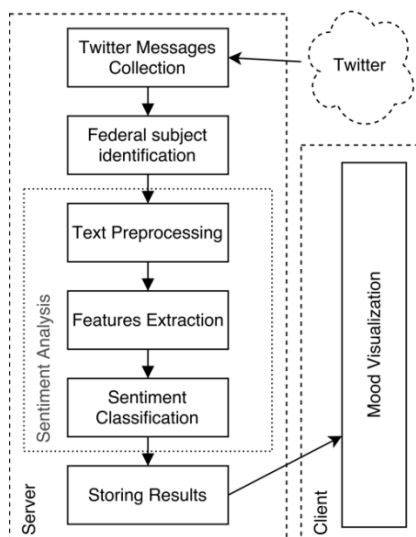 Twitter Messages
Collection
Twitter
Federal subject
identification
Text Preprocessing
Features Extraction
Sentiment
Classification
Storing Results
Sentiment Analysis
Server
Mood Visualization
Client